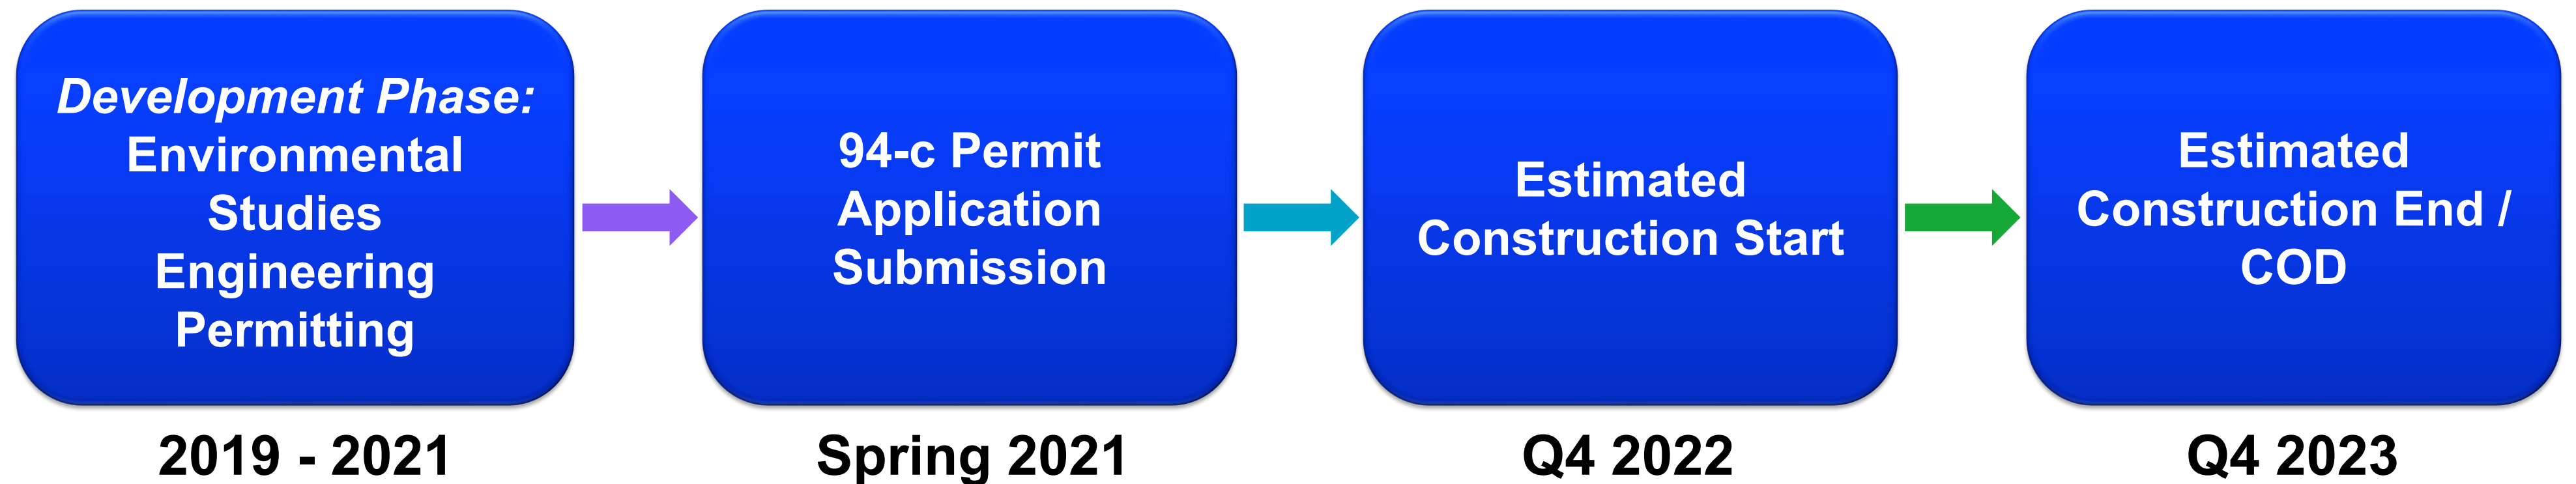 Development Phase:
Environmental
Studies
Engineering
Permitting
2019 - 2021
94-c Permit
Application
Submission
Spring 2021
Estimated
Construction Start
Q4 2022
Estimated
Construction End /
COD
Q4 2023